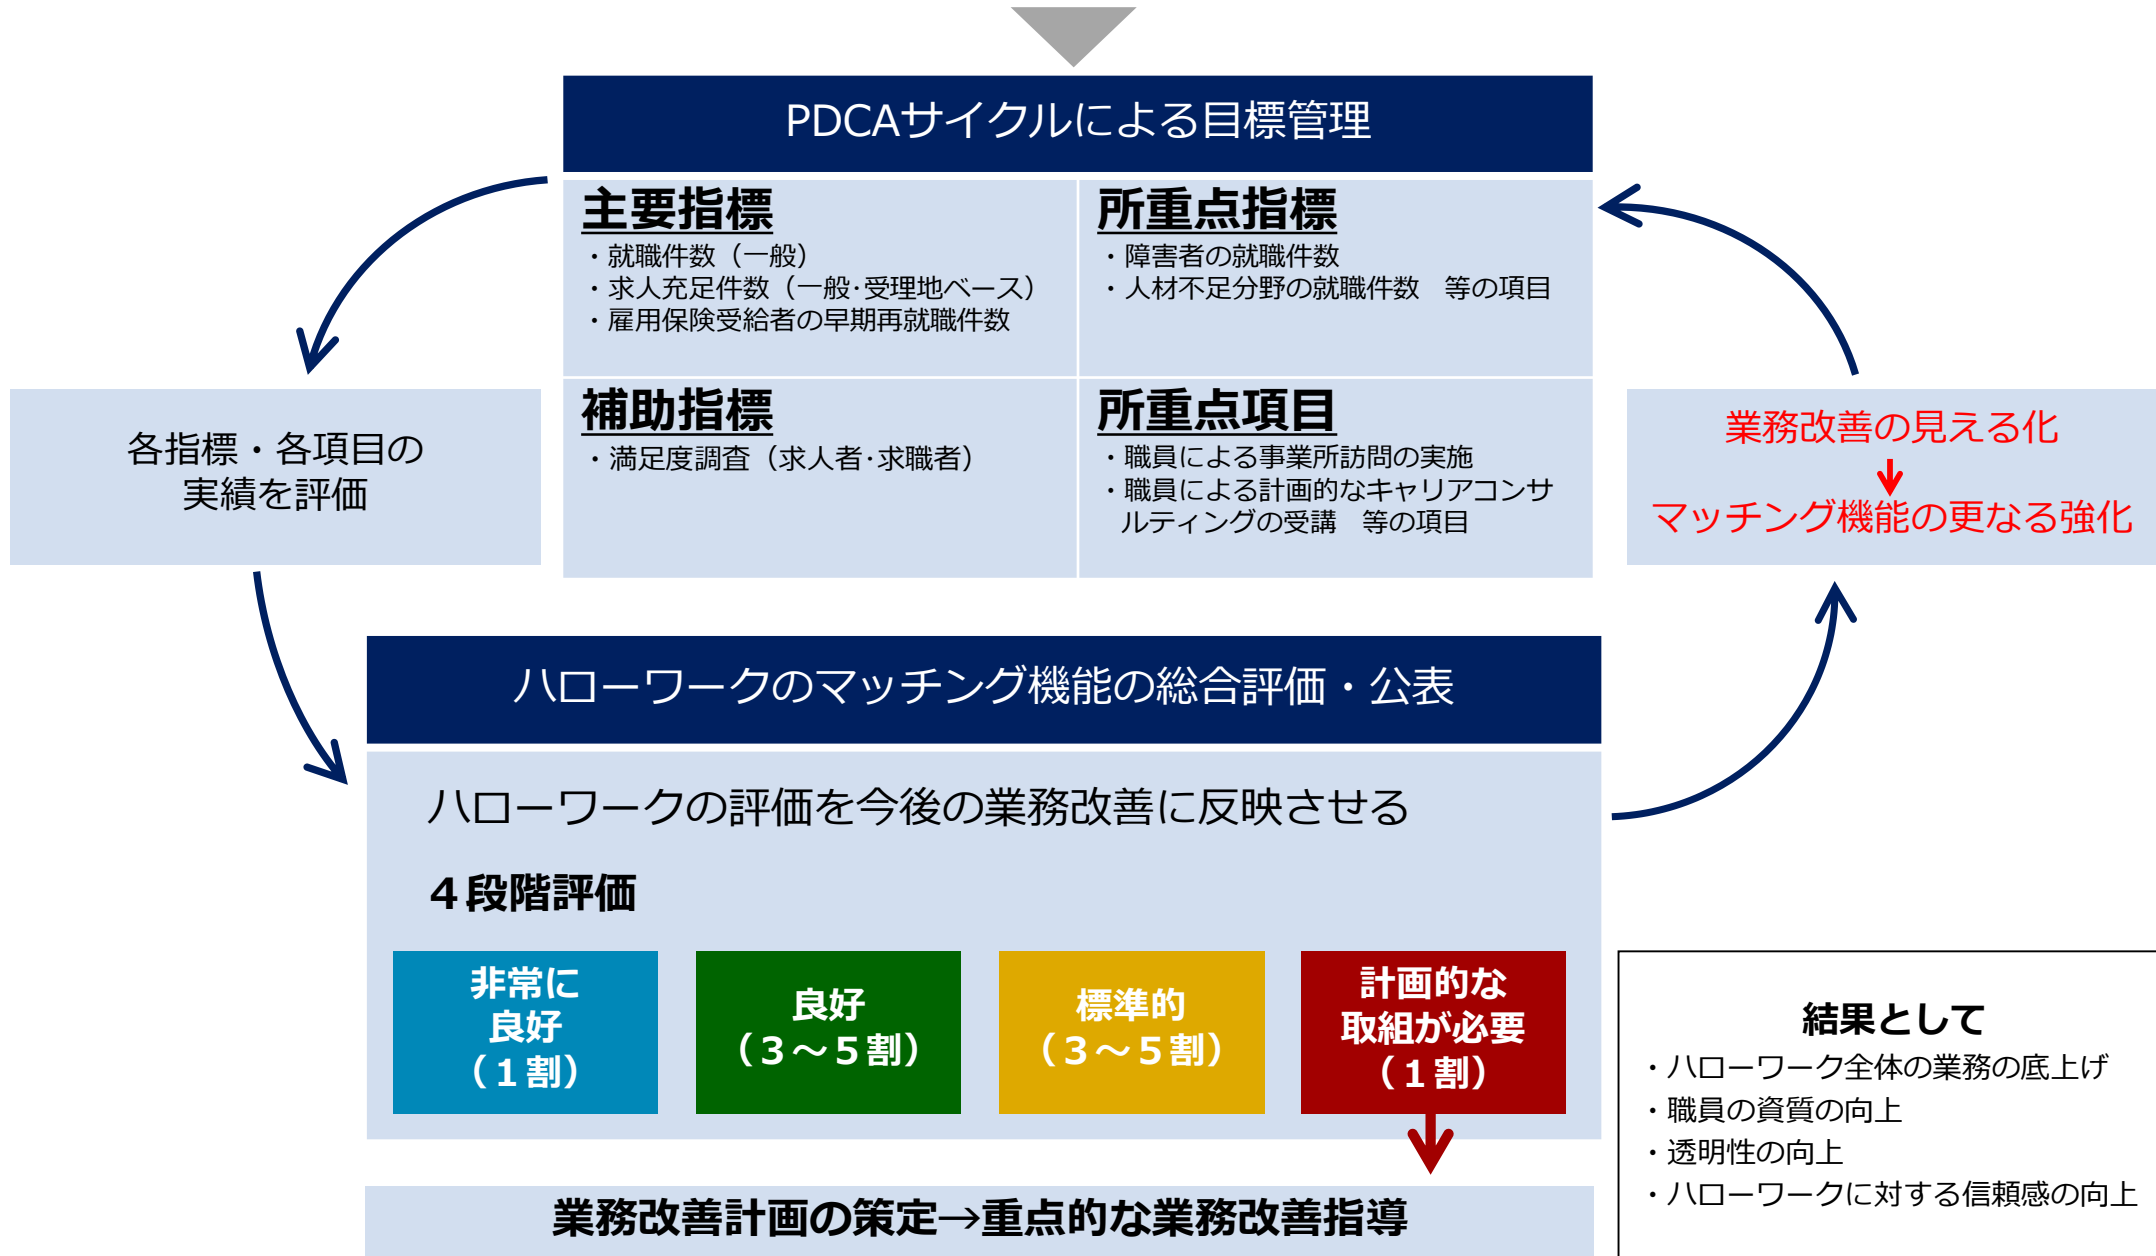 PDCAサイクルによる目標管理
主要指標
・就職件数（一般）
・求人充足件数（一般･受理地ベース）
・雇用保険受給者の早期再就職件数
所重点指標
・障害者の就職件数
・人材不足分野の就職件数　等の項目
補助指標
・満足度調査（求人者･求職者）
所重点項目
・職員による事業所訪問の実施
・職員による計画的なキャリアコンサ
ルティングの受講　等の項目
各指標・各項目の
実績を評価
業務改善の見える化
マッチング機能の更なる強化
ハローワークのマッチング機能の総合評価・公表
ハローワークの評価を今後の業務改善に反映させる
４段階評価
非常に
良好
（１割）
良好
（３～５割）
標準的
（３～５割）
計画的な
取組が必要
（１割）
業務改善計画の策定→重点的な業務改善指導
結果として
・ハローワーク全体の業務の底上げ
・職員の資質の向上
・透明性の向上
・ハローワークに対する信頼感の向上